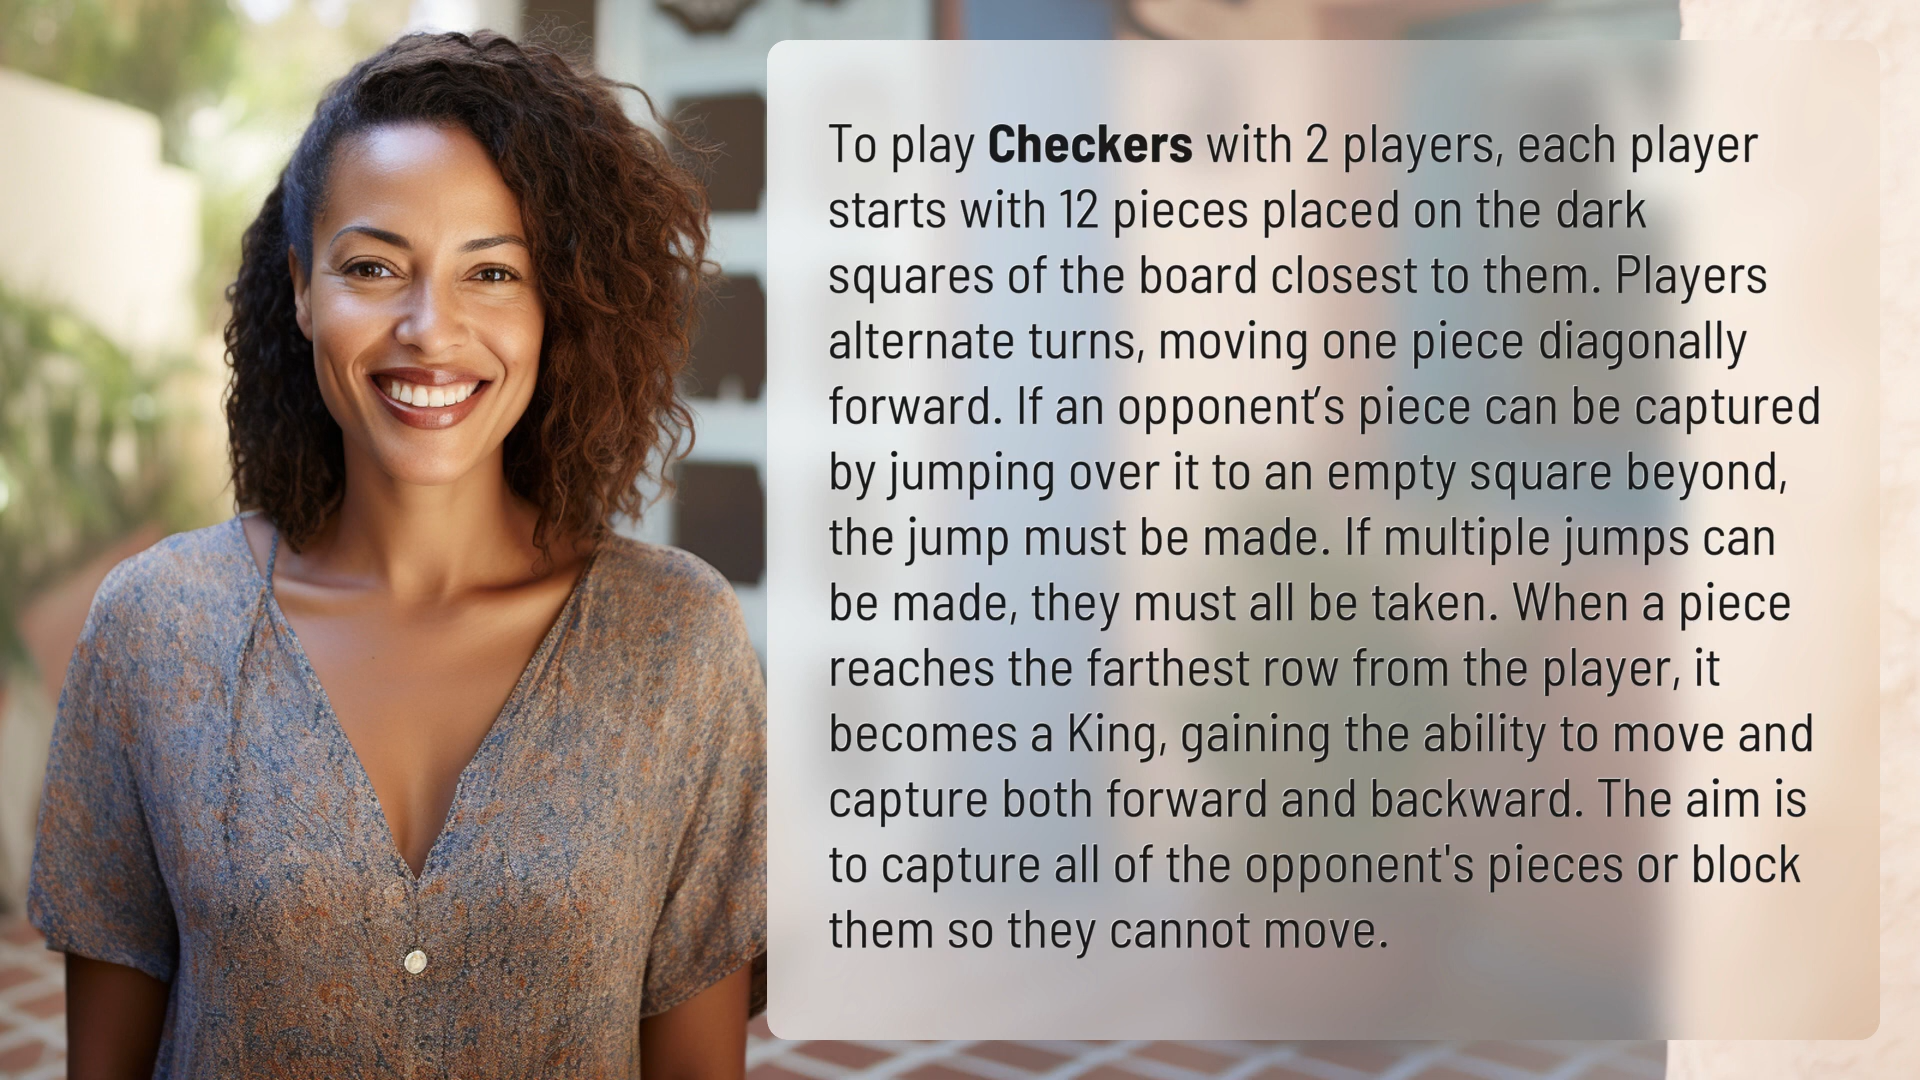 To play Checkers with 2 players, each player
starts with 12 pieces placed on the dark
squares of the board closest to them. Players
alternate turns, moving one piece diagonally
forward. If an opponent’s piece can be captured
by jumping over it to an empty square beyond,
the jump must be made. If multiple jumps can
be made, they must all be taken. When a piece
reaches the farthest row from the player, it
becomes a King, gaining the ability to move and
capture both forward and backward. The aim is
to capture all of the opponent's pieces or block
them so they cannot move.